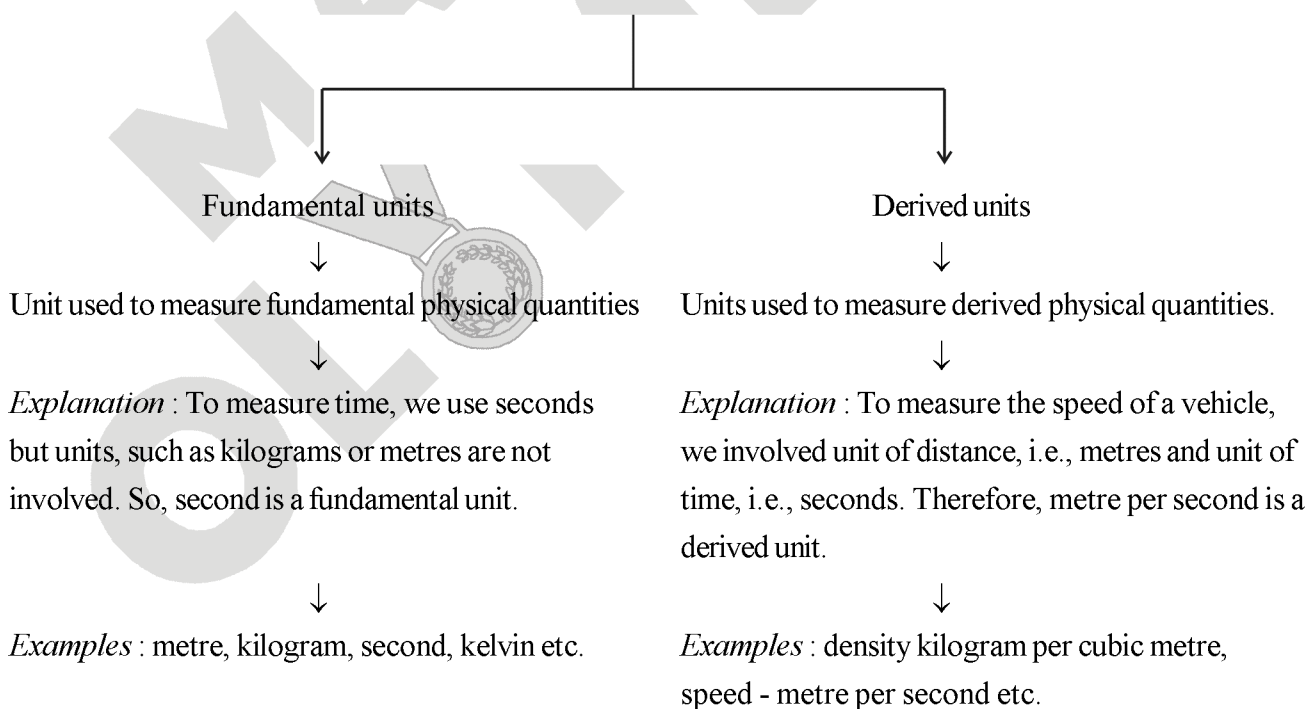 Fundamental units
Derived units
↓
↓
Unit used to measure fundamental physical quantities
Units used to measure derived physical quantities.
↓
↓
Explanation : To measure time, we use seconds
but units, such as kilograms or metres are not
involved. So, second is a fundamental unit.
Explanation : To measure the speed of a vehicle,
we involved unit of distance, i.e., metres and unit of
time, i.e., seconds. Therefore, metre per second is a
derived unit.
↓
↓
Examples : metre, kilogram, second, kelvin etc.
Examples : density kilogram per cubic metre,
speed - metre per second etc.